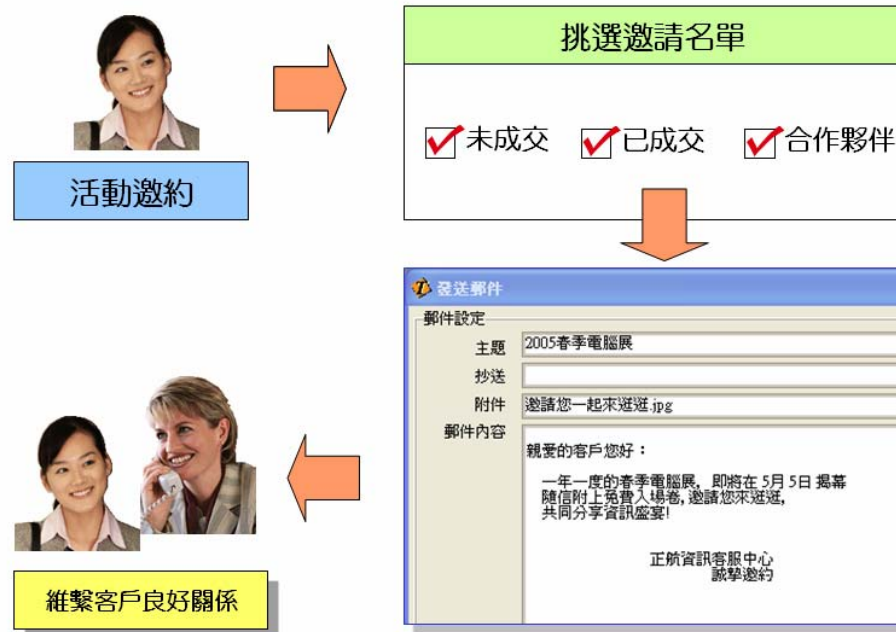 挑選邀請名單
未成交 已成交 合作夥伴
活動邀約
發送郵件
郵件設定
主題 2005春季電腦展
抄送
附件 邀請您一起來逛逛.jpg
郵件內容
親愛的客戶您好：
一年一度的春季電腦展, 即將在 5月 5日 揭幕
隨信附上免費入場卷, 邀請您來逛逛,
共同分享資訊盛宴!
正航資訊客服中心
誠摯邀約
維繫客戶良好關係